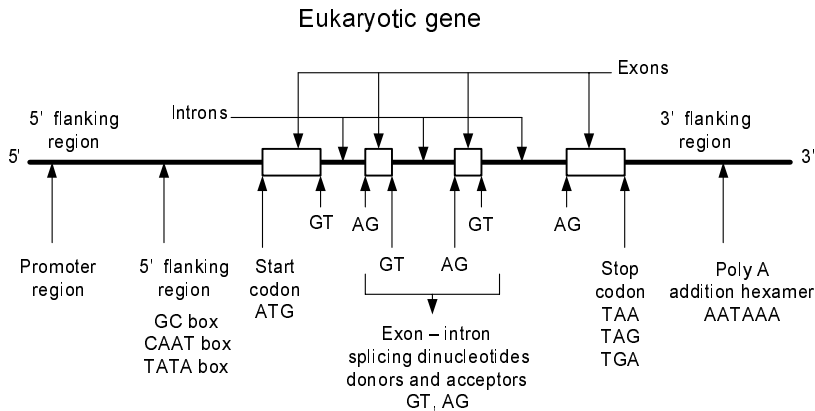 Eukaryotic gene
Exons
Introns
5' flanking
region
3' flanking
region
5'
3'
GT
AG
GT
AG
GT
AG
Promoter
region
5' flanking
region
GC box
CAAT box
TATA box
Start
codon
ATG
Exon – intron
splicing dinucleotides
donors and acceptors
GT, AG
Stop
codon
TAA
TAG
TGA
Poly A
addition hexamer
AATAAA